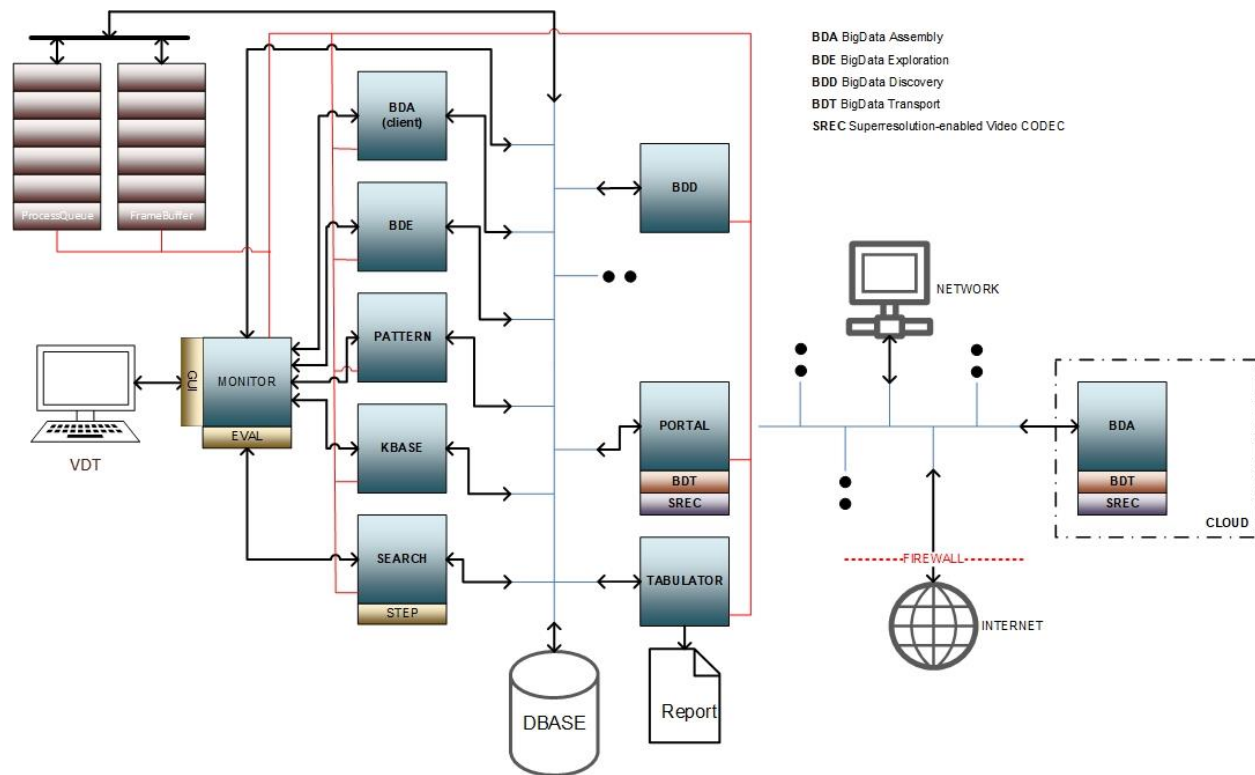 BDA BigData Assembly
BDE BigData Exploration
BDD BigData Discovery
BDT BigData Transport
SREC Superresolution-enabled Video CODEC
ProcessQueue
FrameBuffer
BDA
(client)
BDE
PATTERN
KBASE
SEARCH
STEP
GUI
MONITOR
EVAL
VDT
BDD
PORTAL
BDT
SREC
TABULATOR
Report
DBASE
NETWORK
FIREWALL
INTERNET
BDA
BDT
SREC
CLOUD